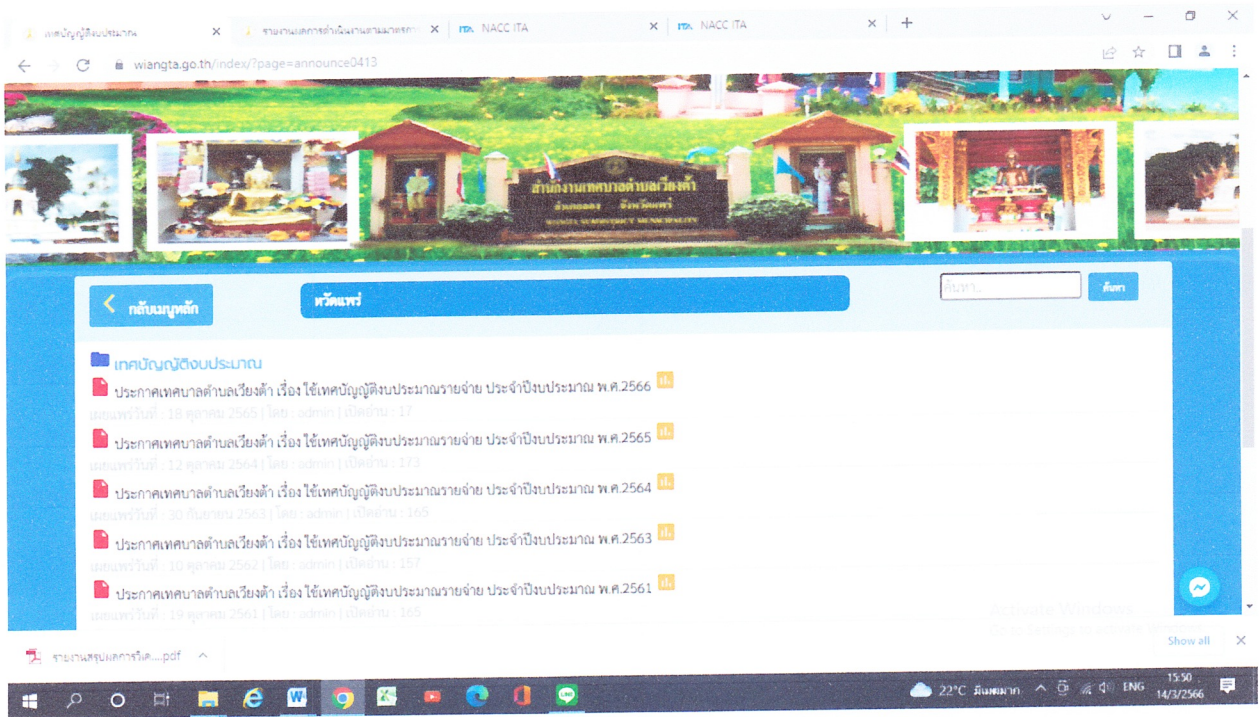 เทศบัญญัติงบประมาณ
รายงานผลการดำเนินงานตามมาตรการ
NACC ITA
NACC ITA
wiangta.go.th/index/?page=announce0413
สำนักงานเทศบาลตำบลเวียงต้า
อำเภอลอง จังหวัดแพร่
กลับเมนูหลัก
หวัดแพร่
ค้นหา..
ค้นหา
เทศบัญญัติงบประมาณ
ประกาศเทศบาลตำบลเวียงต้า เรื่อง ใช้เทศบัญญัติงบประมาณรายจ่าย ประจำปีงบประมาณ พ.ศ.2566
เผยแพร่วันที่ : 18 ตุลาคม 2565 | โดย : admin | เปิดอ่าน : 17
ประกาศเทศบาลตำบลเวียงต้า เรื่อง ใช้เทศบัญญัติงบประมาณรายจ่าย ประจำปีงบประมาณ พ.ศ.2565
เผยแพร่วันที่ : 12 ตุลาคม 2564 | โดย : admin | เปิดอ่าน : 173
ประกาศเทศบาลตำบลเวียงต้า เรื่อง ใช้เทศบัญญัติงบประมาณรายจ่าย ประจำปีงบประมาณ พ.ศ.2564
เผยแพร่วันที่ : 30 กันยายน 2563 | โดย : admin | เปิดอ่าน : 165
ประกาศเทศบาลตำบลเวียงต้า เรื่อง ใช้เทศบัญญัติงบประมาณรายจ่าย ประจำปีงบประมาณ พ.ศ.2563
เผยแพร่วันที่ : 10 ตุลาคม 2562 | โดย : admin | เปิดอ่าน : 157
ประกาศเทศบาลตำบลเวียงต้า เรื่อง ใช้เทศบัญญัติงบประมาณรายจ่าย ประจำปีงบประมาณ พ.ศ.2561
เผยแพร่วันที่ : 19 ตุลาคม 2561 | โดย : admin | เปิดอ่าน : 165
Activate Windows
Go to Settings to activate Windows.
รายงานสรุปผลการวิเค....pdf
Show all
22°C มีเมฆมาก
ENG
15:50
14/3/2566